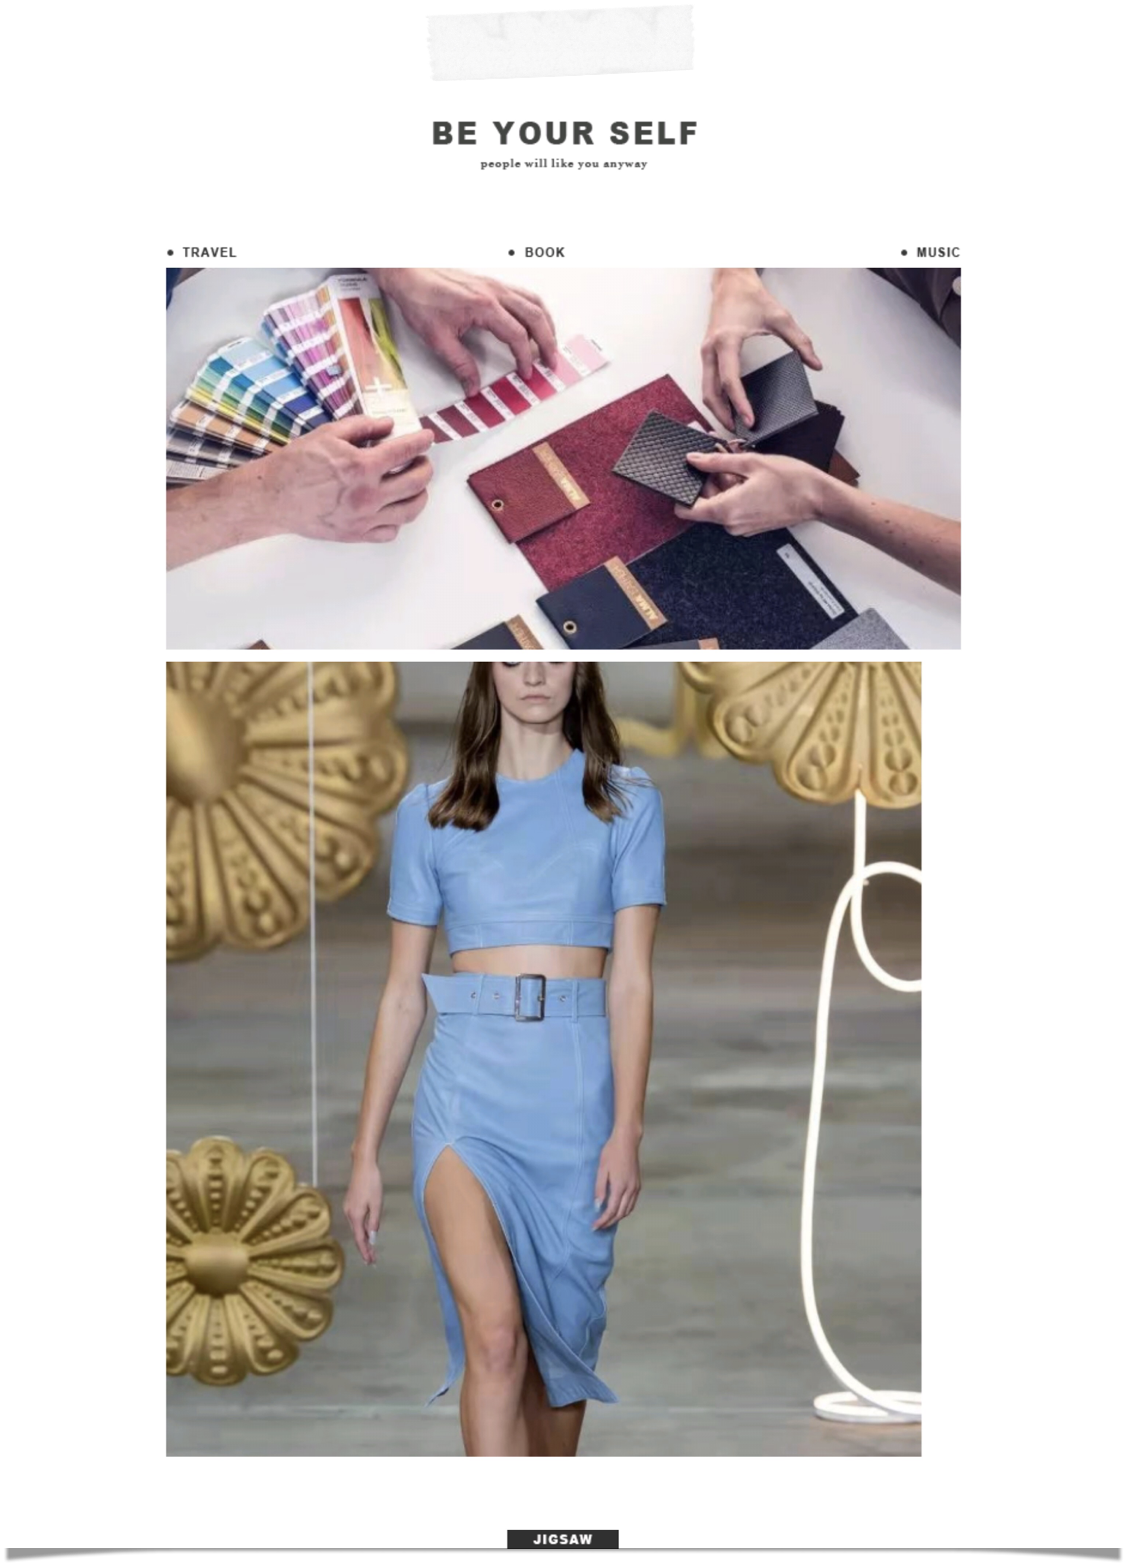 BE YOUR SELF
people will like you anyway
• TRAVEL
• BOOK
• MUSIC
JIGSAW